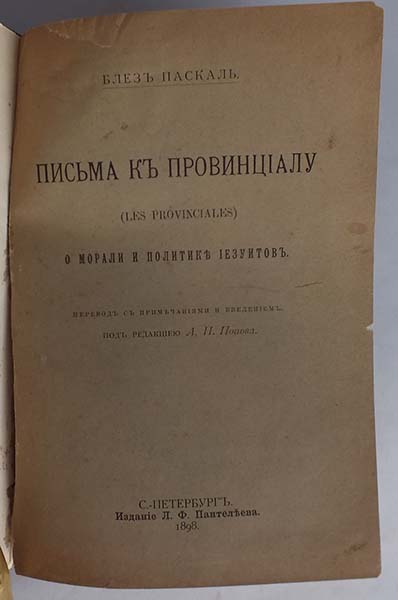 БЛЕЗЪ ПАСКАЛЬ.
ПИСЬМА КЪ ПРОВИНЦІАЛУ
(LES PROVINCIALES)
О МОРАЛИ И ПОЛИТИКѢ ІЕЗУИТОВЪ.
ПЕРЕВОДЪ СЪ ПРИМѢЧАНІЯМИ И ВВЕДЕНІЕМЪ
ПОДЪ РЕДАКЦІЕЮ А. И. Попова.
С.-ПЕТЕРБУРГЪ.
Изданіе Л. Ф. Пантелѣева.
1898.